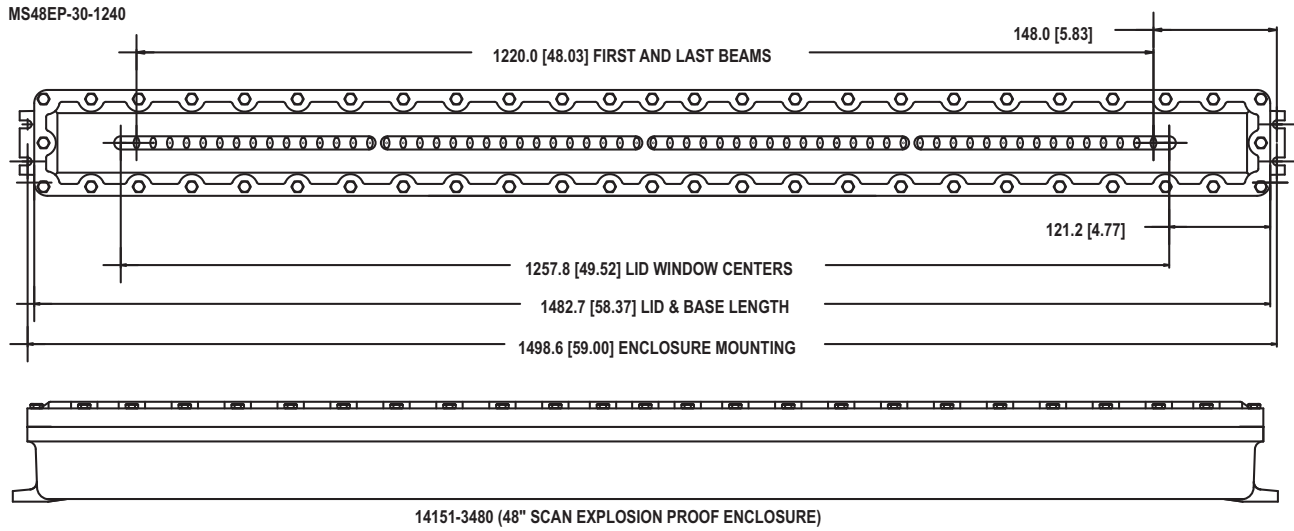 MS48EP-30-1240
148.0 [5.83]
1220.0 [48.03] FIRST AND LAST BEAMS
121.2 [4.77]
1257.8 [49.52] LID WINDOW CENTERS
1482.7 [58.37] LID & BASE LENGTH
1498.6 [59.00] ENCLOSURE MOUNTING
14151-3480 (48" SCAN EXPLOSION PROOF ENCLOSURE)